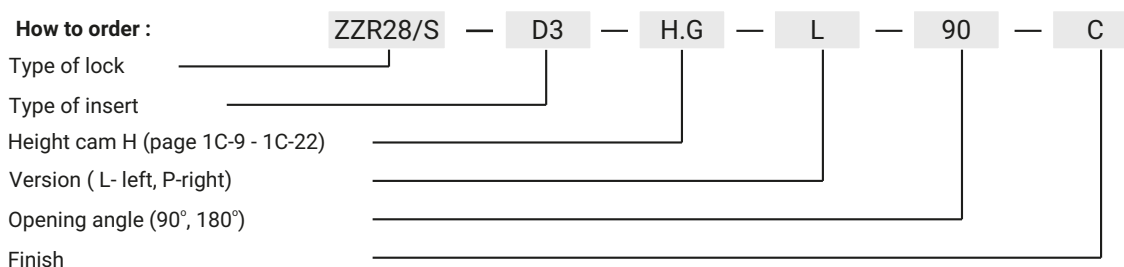 How to order : ZZR28/S — D3 — H.G — L — 90 — C
Type of lock
Type of insert
Height cam H (page 1C-9 - 1C-22)
Version ( L- left, P-right)
Opening angle (90°, 180°)
Finish